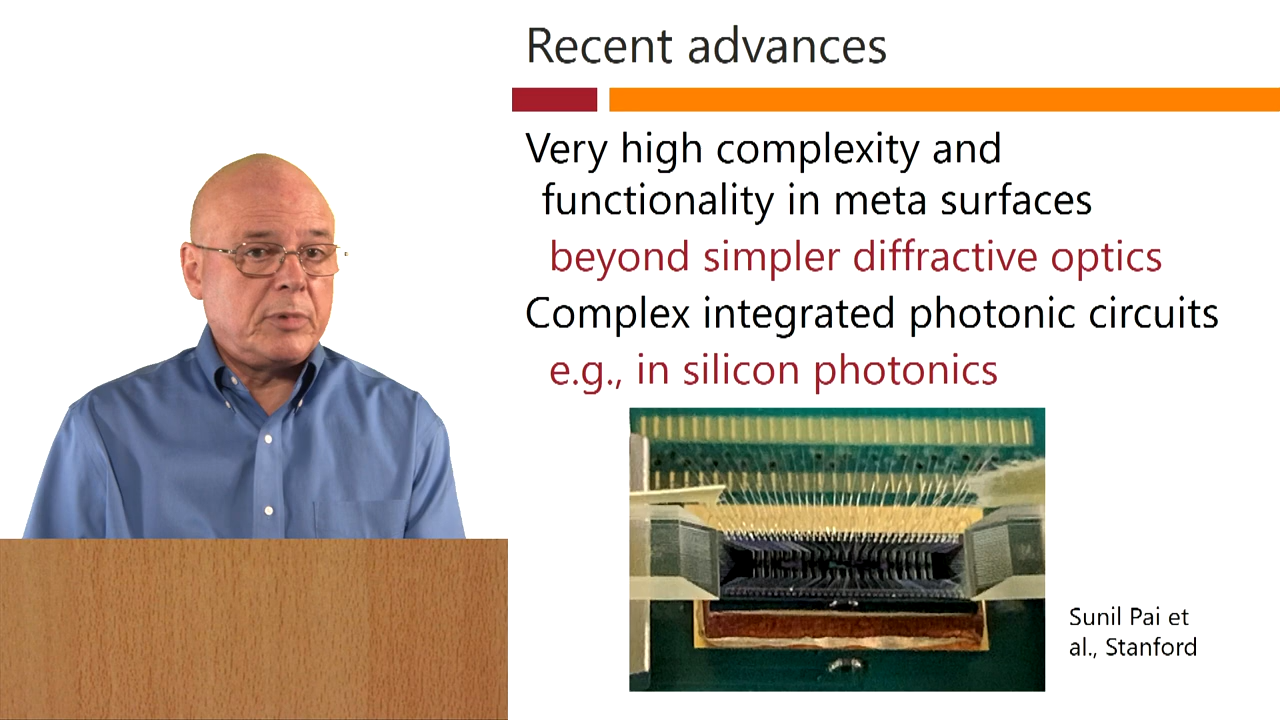 Recent advances
Very high complexity and
functionality in meta surfaces
beyond simpler diffractive optics
Complex integrated photonic circuits
e.g., in silicon photonics
Sunil Pai et
al., Stanford